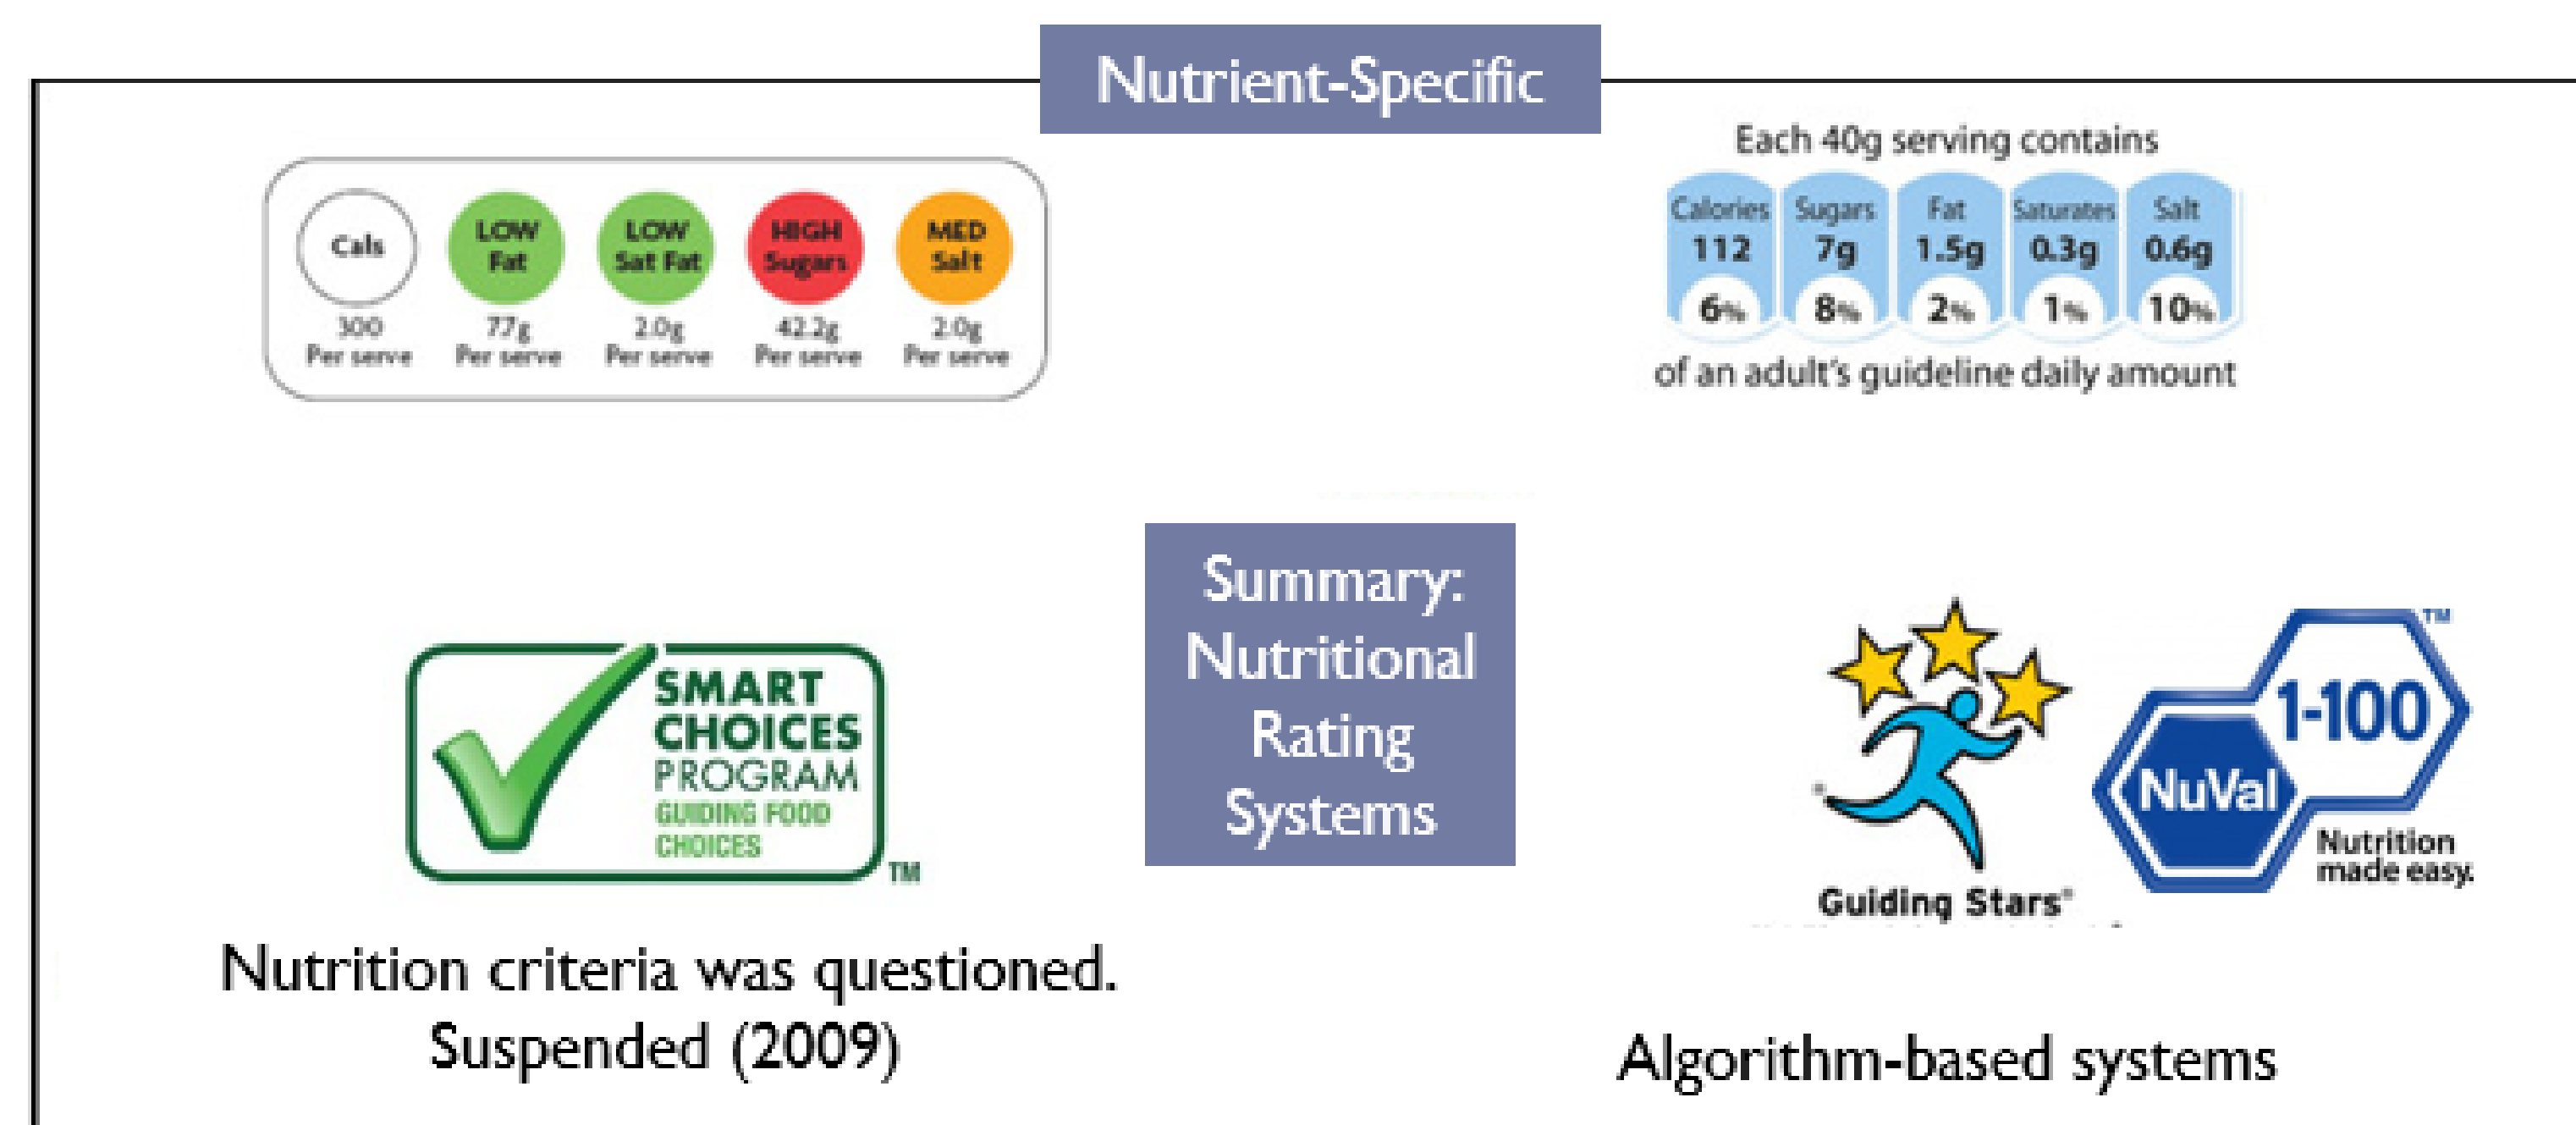 Nutrient-Specific
Cals
LOW
Fat
LOW
Sat Fat
HIGH
Sugars
MED
Salt
300
Per serve
77g
Per serve
2.0g
Per serve
42.2g
Per serve
2.0g
Per serve
Each 40g serving contains
Calories Sugars Fat Saturates Salt
112 7g 1.5g 0.3g 0.6g
6% 8% 2% 1% 10%
of an adult's guideline daily amount
Summary:
Nutritional
Rating
Systems
SMART
CHOICES
PROGRAM
GUIDING FOOD
CHOICES
TM
Nutrition criteria was questioned.
Suspended (2009)
Guiding Stars®
TM
1-100
NuVal
Nutrition
made easy.
Algorithm-based systems